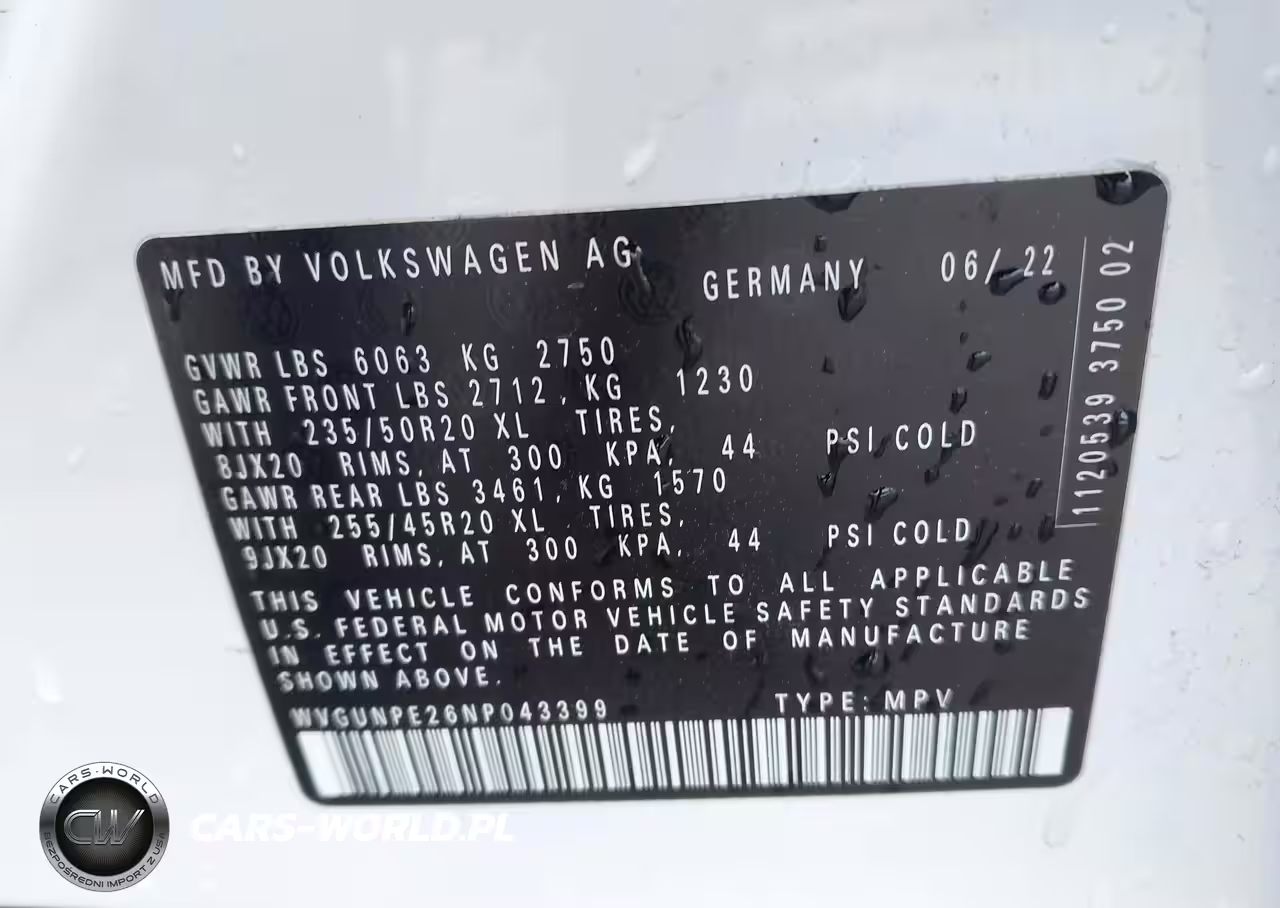 MFD BY VOLKSWAGEN AG GERMANY 06/ 22
GVWR LBS 6063 KG 2750
GAWR FRONT LBS 2712, KG 1230
WITH 235/50R20 XL TIRES,
8JX20 RIMS, AT 300 KPA, 44 PSI COLD
GAWR REAR LBS 3461, KG 1570
WITH 255/45R20 XL TIRES,
9JX20 RIMS, AT 300 KPA, 44 PSI COLD
THIS VEHICLE CONFORMS TO ALL APPLICABLE
U.S. FEDERAL MOTOR VEHICLE SAFETY STANDARDS
IN EFFECT ON THE DATE OF MANUFACTURE
SHOWN ABOVE.
WVGUNPE26NP043399 TYPE: MPV
1120539 3750 02
CARS-WORLD
CW
BEZPOŚREDNI IMPORT Z USA
CARS-WORLD.PL